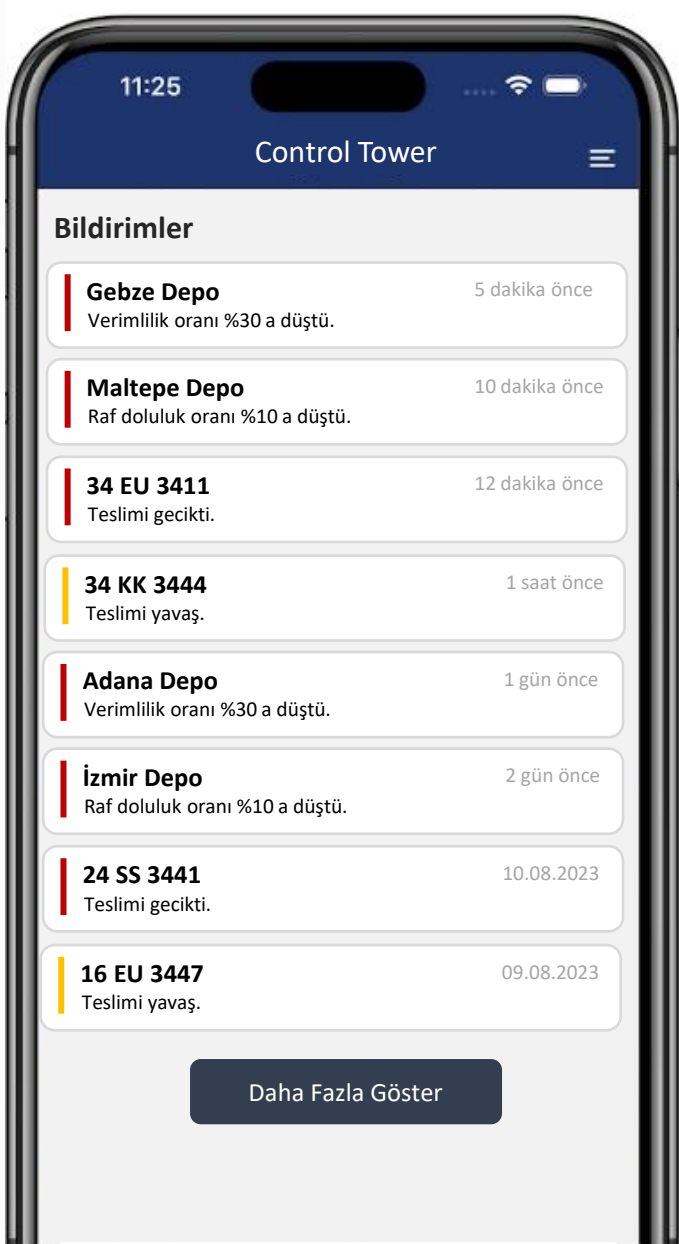 11:25
Control Tower
Bildirimler
Gebze Depo 5 dakika önce
Verimlilik oranı %30 a düştü.
Maltepe Depo 10 dakika önce
Raf doluluk oranı %10 a düştü.
34 EU 3411 12 dakika önce
Teslimi gecikti.
34 KK 3444 1 saat önce
Teslimi yavaş.
Adana Depo 1 gün önce
Verimlilik oranı %30 a düştü.
İzmir Depo 2 gün önce
Raf doluluk oranı %10 a düştü.
24 SS 3441 10.08.2023
Teslimi gecikti.
16 EU 3447 09.08.2023
Teslimi yavaş.
Daha Fazla Göster